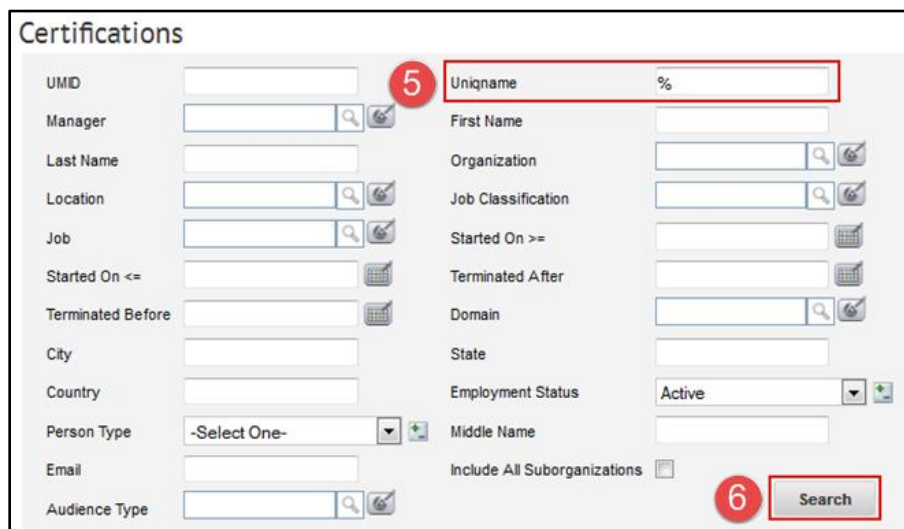 Certifications
UMID
5 Uniqname %
Manager
First Name
Last Name
Organization
Location
Job Classification
Job
Started On >=
Started On <=
Terminated After
Terminated Before
Domain
City
State
Country
Employment Status Active
Person Type -Select One-
Middle Name
Email
Include All Suborganizations
Audience Type
6 Search